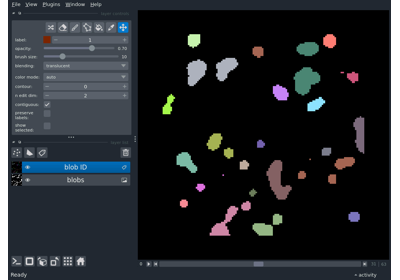 File View Plugins Window Help
label: 1
opacity: 0.70
brush size: 10
blending: translucent
color mode: auto
contour: 0
n edit dim: 2
contiguous: ✓
preserve labels:
show selected:
blob ID
blobs
Ready
activity